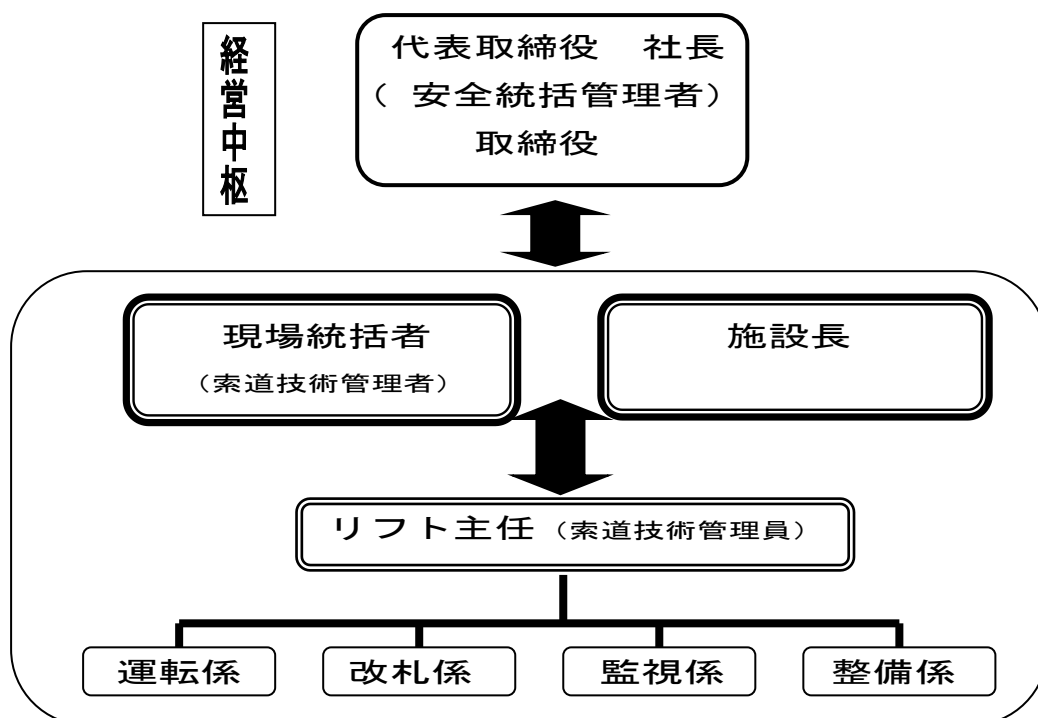 経営中枢
代表取締役　社長
（ 安全統括管理者）
取締役
現場統括者
（索道技術管理者）
施設長
リフト主任（索道技術管理員）
運転係
改札係
監視係
整備係